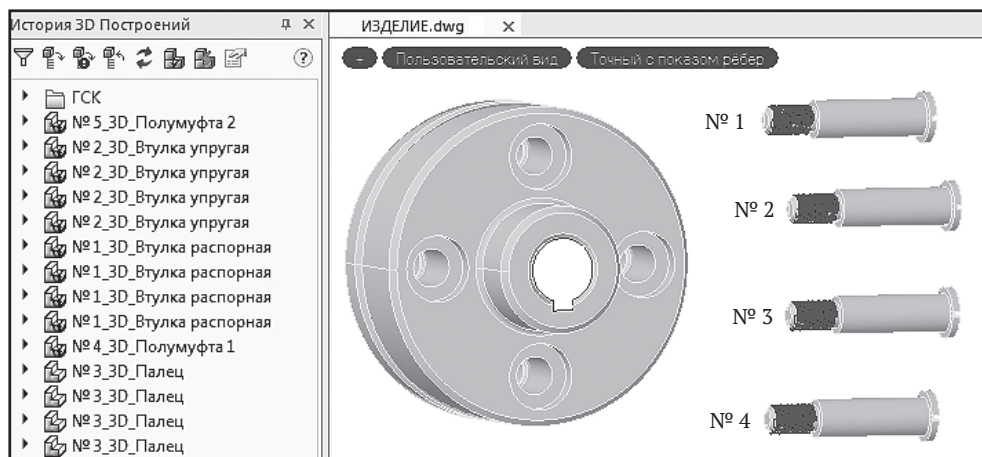 История 3D Построений
ИЗДЕЛИЕ.dwg
Пользовательский вид
Точный с показом рёбер
ГСК
№ 5_3D_Полумуфта 2
№ 2_3D_Втулка упругая
№ 2_3D_Втулка упругая
№ 2_3D_Втулка упругая
№ 2_3D_Втулка упругая
№ 1_3D_Втулка распорная
№ 1_3D_Втулка распорная
№ 1_3D_Втулка распорная
№ 1_3D_Втулка распорная
№ 4_3D_Полумуфта 1
№ 3_3D_Палец
№ 3_3D_Палец
№ 3_3D_Палец
№ 3_3D_Палец
№ 1
№ 2
№ 3
№ 4